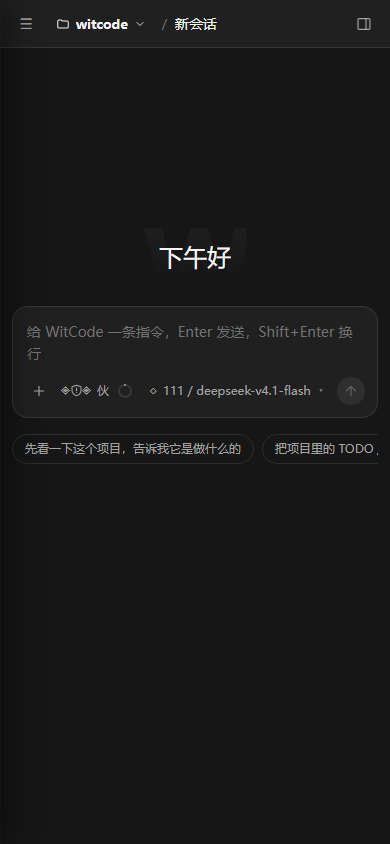 witcode / 新会话
W
下午好
给 WitCode 一条指令，Enter 发送，Shift+Enter 换
行
伙 111 / deepseek-v4.1-flash
先看一下这个项目，告诉我它是做什么的 把项目里的 TODO